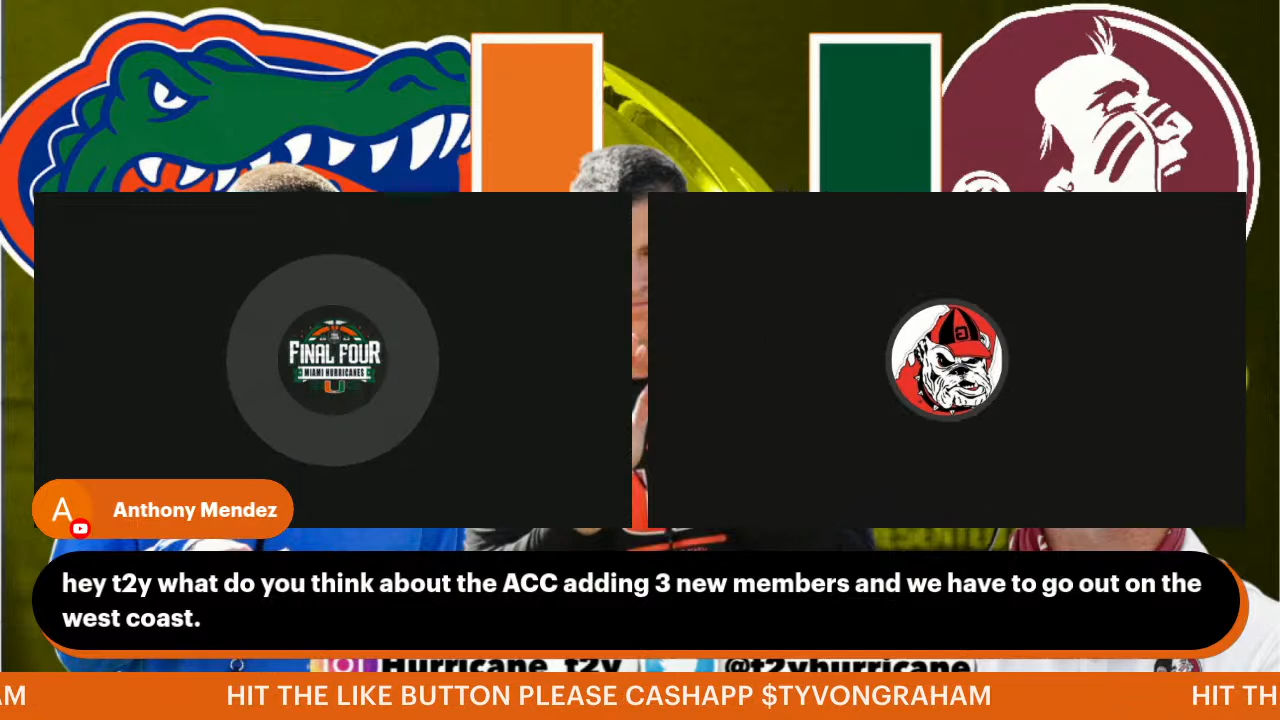 FINAL FOUR
MIAMI HURRICANES
G
A
Anthony Mendez
hey t2y what do you think about the ACC adding 3 new members and we have to go out on the
west coast.
Hurricane_t2y
@t2yhurricane
AM
HIT THE LIKE BUTTON PLEASE CASHAPP $TYVONGRAHAM
HIT TH